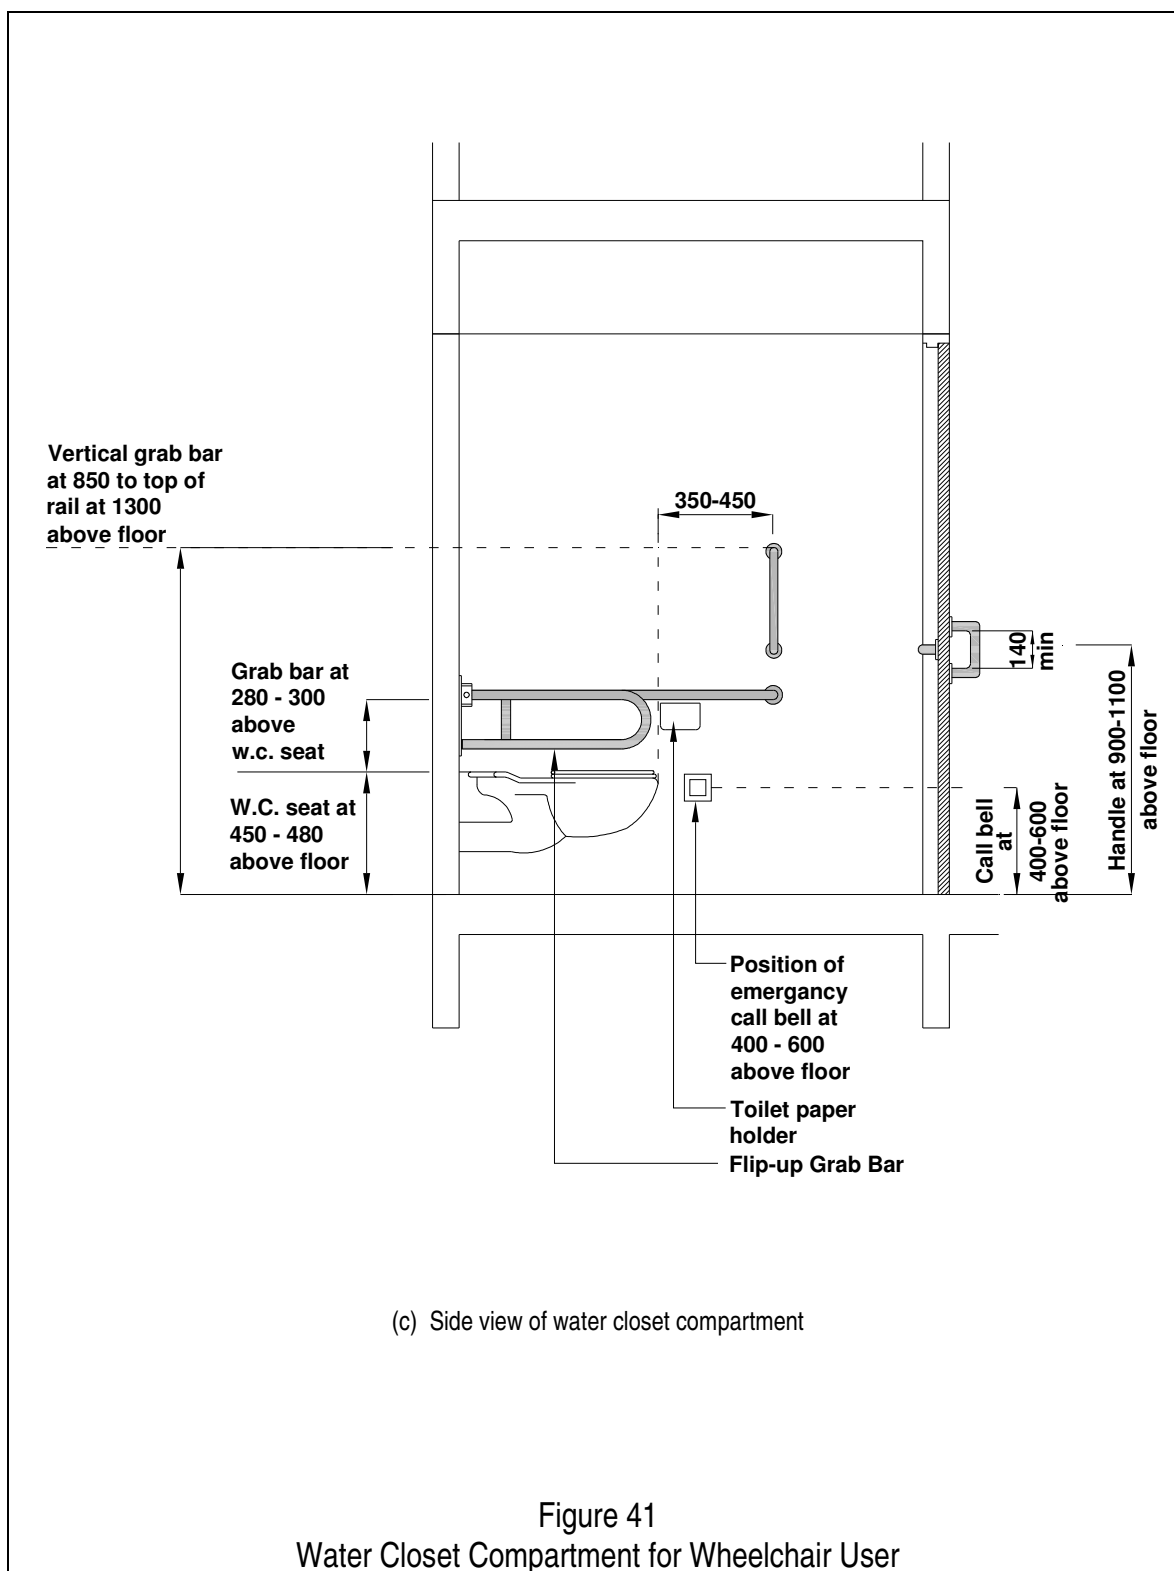 Vertical grab bar
at 850 to top of
rail at 1300
above floor
350-450
Grab bar at
280 - 300
above
w.c. seat
W.C. seat at
450 - 480
above floor
140
min
Handle at 900-1100
above floor
Call bell
at
400-600
above floor
Position of
emergancy
call bell at
400 - 600
above floor
Toilet paper
holder
Flip-up Grab Bar
(c) Side view of water closet compartment
Figure 41
Water Closet Compartment for Wheelchair User